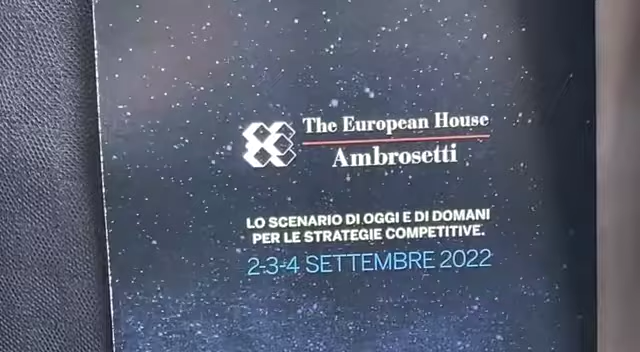 The European House
Ambrosetti
LO SCENARIO DI OGGI E DI DOMANI
PER LE STRATEGIE COMPETITIVE.
2-3-4 SETTEMBRE 2022